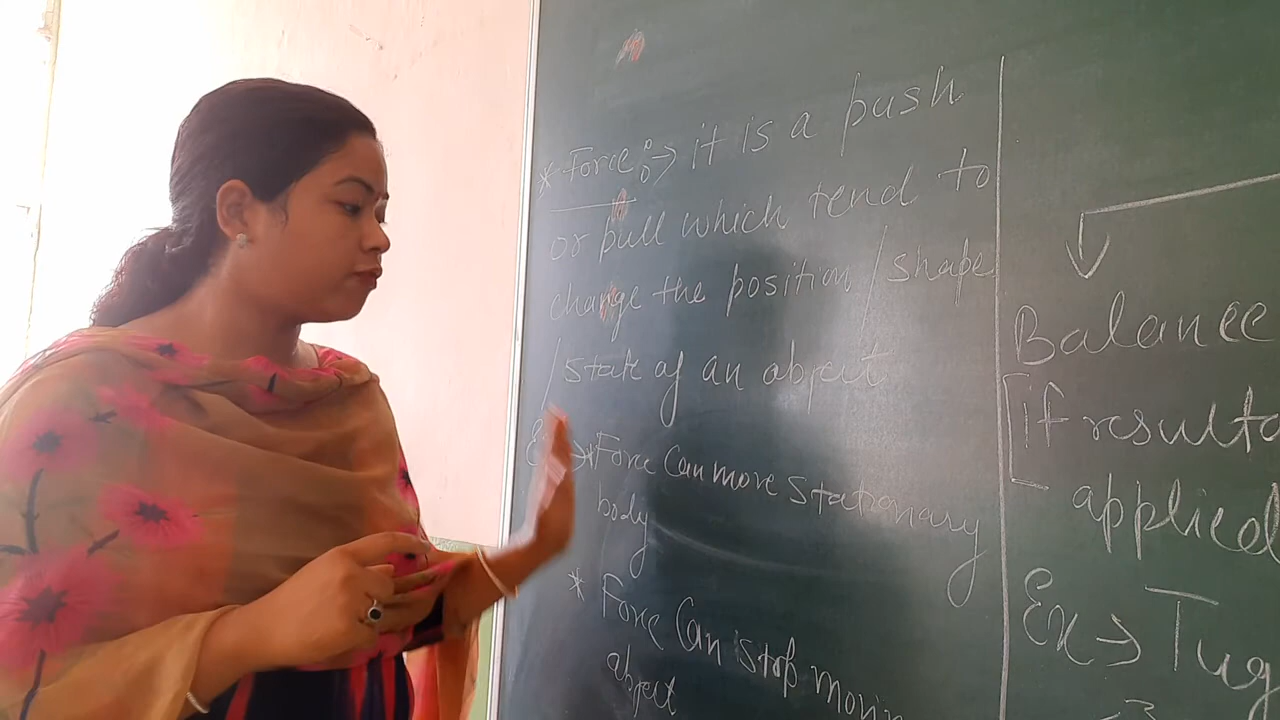 * Force :→ it is a push
or pull which tend to
change the position / shape
/ state of an object
→ * Force Can move stationary
body
* Force Can stop movin
object
Balance
if resulta
applied
Ex → Tug